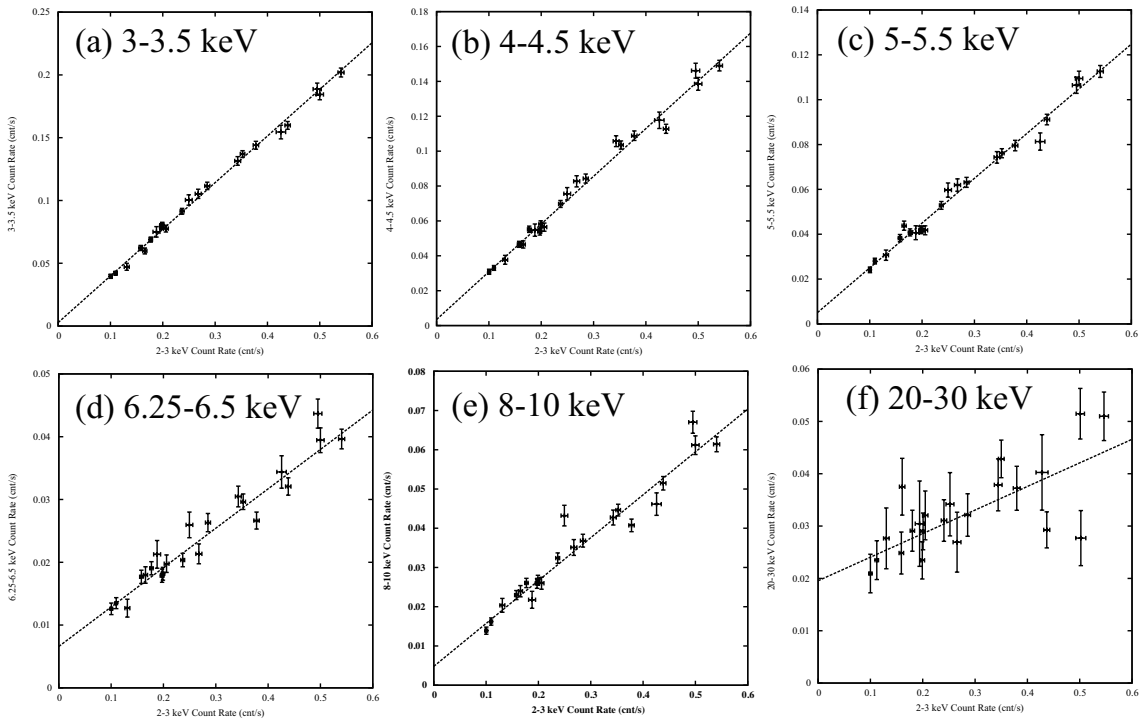 (a) 3-3.5 keV
0.25
0.2
0.15
0.1
0.05
0
3-3.5 keV Count Rate (cnt/s)
0 0.1 0.2 0.3 0.4 0.5 0.6
2-3 keV Count Rate (cnt/s)
(b) 4-4.5 keV
0.18
0.16
0.14
0.12
0.1
0.08
0.06
0.04
0.02
0
4-4.5 keV Count Rate (cnt/s)
0 0.1 0.2 0.3 0.4 0.5 0.6
2-3 keV Count Rate (cnt/s)
(c) 5-5.5 keV
0.14
0.12
0.1
0.08
0.06
0.04
0.02
0
5-5.5 keV Count Rate (cnt/s)
0 0.1 0.2 0.3 0.4 0.5 0.6
2-3 keV Count Rate (cnt/s)
(d) 6.25-6.5 keV
0.05
0.04
0.03
0.02
0.01
0
6.25-6.5 keV Count Rate (cnt/s)
0 0.1 0.2 0.3 0.4 0.5 0.6
2-3 keV Count Rate (cnt/s)
(e) 8-10 keV
0.08
0.07
0.06
0.05
0.04
0.03
0.02
0.01
0.00
8-10 keV Count Rate (cnt/s)
0 0.1 0.2 0.3 0.4 0.5 0.6
2-3 keV Count Rate (cnt/s)
(f) 20-30 keV
0.06
0.05
0.04
0.03
0.02
0.01
0
20-30 keV Count Rate (cnt/s)
0 0.1 0.2 0.3 0.4 0.5 0.6
2-3 keV Count Rate (cnt/s)